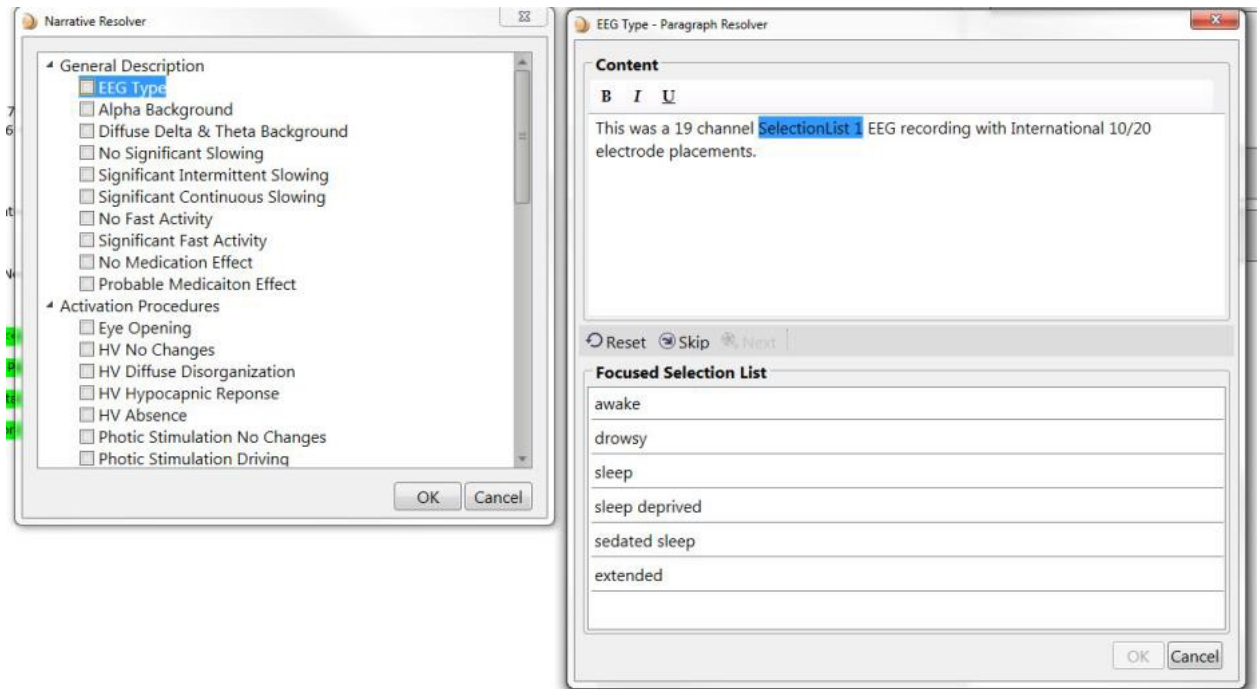 Narrative Resolver
General Description
EEG Type
Alpha Background
Diffuse Delta & Theta Background
No Significant Slowing
Significant Intermittent Slowing
Significant Continuous Slowing
No Fast Activity
Significant Fast Activity
No Medication Effect
Probable Medicaiton Effect
Activation Procedures
Eye Opening
HV No Changes
HV Diffuse Disorganization
HV Hypocapnic Reponse
HV Absence
Photic Stimulation No Changes
Photic Stimulation Driving
OK Cancel
EEG Type - Paragraph Resolver
Content
B I U
This was a 19 channel SelectionList 1 EEG recording with International 10/20
electrode placements.
Reset Skip Next
Focused Selection List
awake
drowsy
sleep
sleep deprived
sedated sleep
extended
OK Cancel